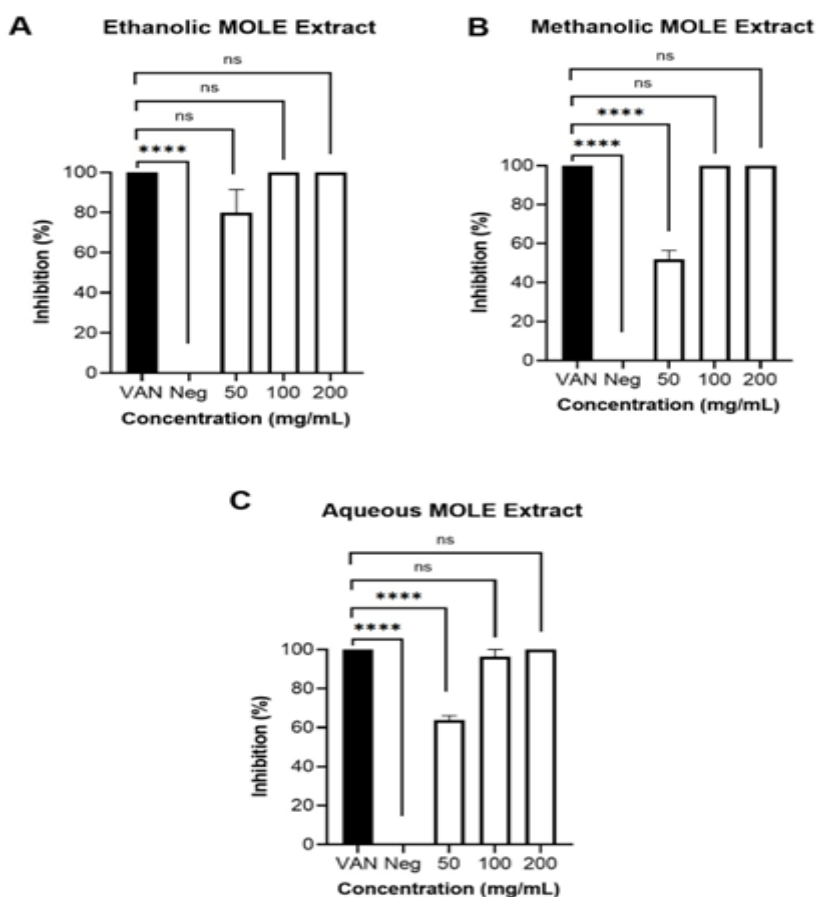 A
Ethanolic MOLE Extract
ns
ns
ns
****
100
80
60
40
20
0
Inhibition (%)
VAN Neg 50 100 200
Concentration (mg/mL)
B
Methanolic MOLE Extract
ns
ns
****
****
100
80
60
40
20
0
Inhibition (%)
VAN Neg 50 100 200
Concentration (mg/mL)
C
Aqueous MOLE Extract
ns
ns
****
****
100
80
60
40
20
0
Inhibition (%)
VAN Neg 50 100 200
Concentration (mg/mL)